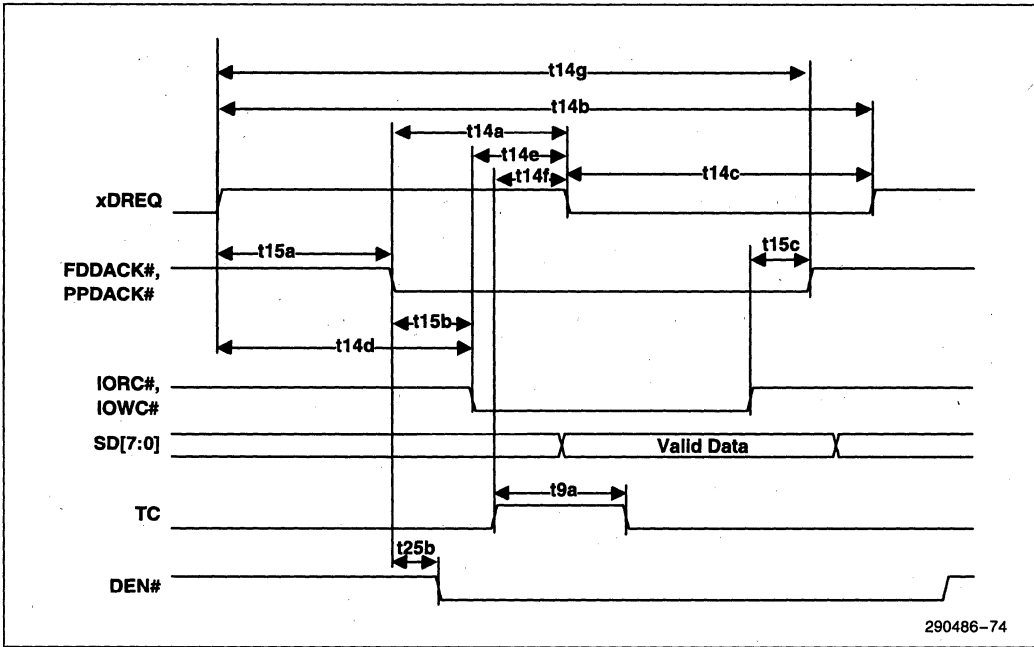 t14g
t14b
t14a
t14e
t14f
t14c
xDREQ
t15a
t15c
FDDACK#,
PPDACK#
t15b
t14d
IORC#,
IOWC#
SD[7:0]
Valid Data
t9a
TC
t25b
DEN#
290486–74